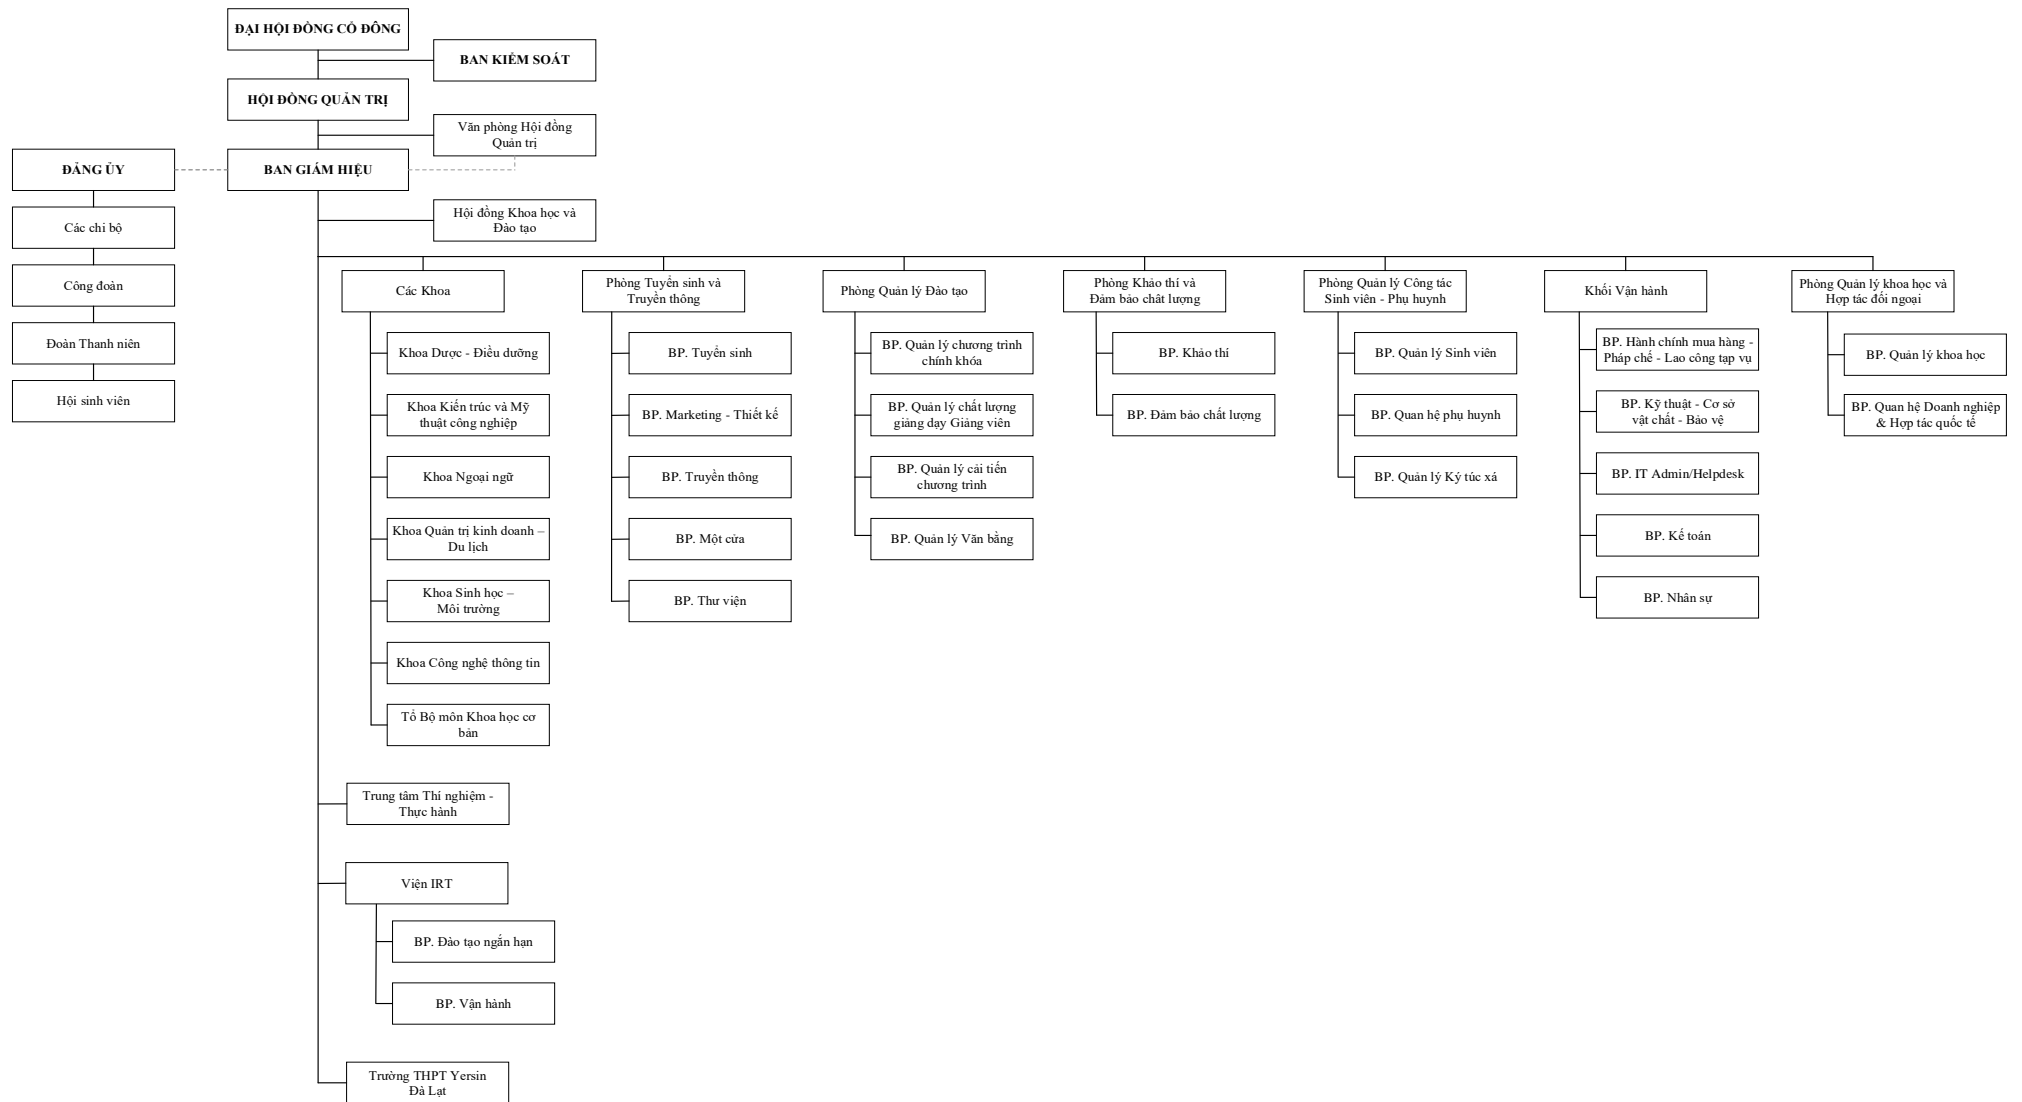 ĐẠI HỘI ĐỒNG CỔ ĐÔNG
BAN KIỂM SOÁT
HỘI ĐỒNG QUẢN TRỊ
Văn phòng Hội đồng
Quản trị
ĐẢNG ỦY
BAN GIÁM HIỆU
Các chi bộ
Công đoàn
Đoàn Thanh niên
Hội sinh viên
Hội đồng Khoa học và
Đào tạo
Các Khoa
Khoa Dược - Điều dưỡng
Khoa Kiến trúc và Mỹ
thuật công nghiệp
Khoa Ngoại ngữ
Khoa Quản trị kinh doanh –
Du lịch
Khoa Sinh học –
Môi trường
Khoa Công nghệ thông tin
Tổ Bộ môn Khoa học cơ
bản
Phòng Tuyển sinh và
Truyền thông
BP. Tuyển sinh
BP. Marketing - Thiết kế
BP. Truyền thông
BP. Một cửa
BP. Thư viện
Phòng Quản lý Đào tạo
BP. Quản lý chương trình
chính khóa
BP. Quản lý chất lượng
giảng dạy Giảng viên
BP. Quản lý cải tiến
chương trình
BP. Quản lý Văn bằng
Phòng Khảo thí và
Đảm bảo chất lượng
BP. Khảo thí
BP. Đảm bảo chất lượng
Phòng Quản lý Công tác
Sinh viên - Phụ huynh
BP. Quản lý Sinh viên
BP. Quan hệ phụ huynh
BP. Quản lý Ký túc xá
Khối Vận hành
BP. Hành chính mua hàng -
Pháp chế - Lao công tạp vụ
BP. Kỹ thuật - Cơ sở
vật chất - Bảo vệ
BP. IT Admin/Helpdesk
BP. Kế toán
BP. Nhân sự
Phòng Quản lý khoa học và
Hợp tác đối ngoại
BP. Quản lý khoa học
BP. Quan hệ Doanh nghiệp
& Hợp tác quốc tế
Trung tâm Thí nghiệm -
Thực hành
Viện IRT
BP. Đào tạo ngắn hạn
BP. Vận hành
Trường THPT Yersin
Đà Lạt